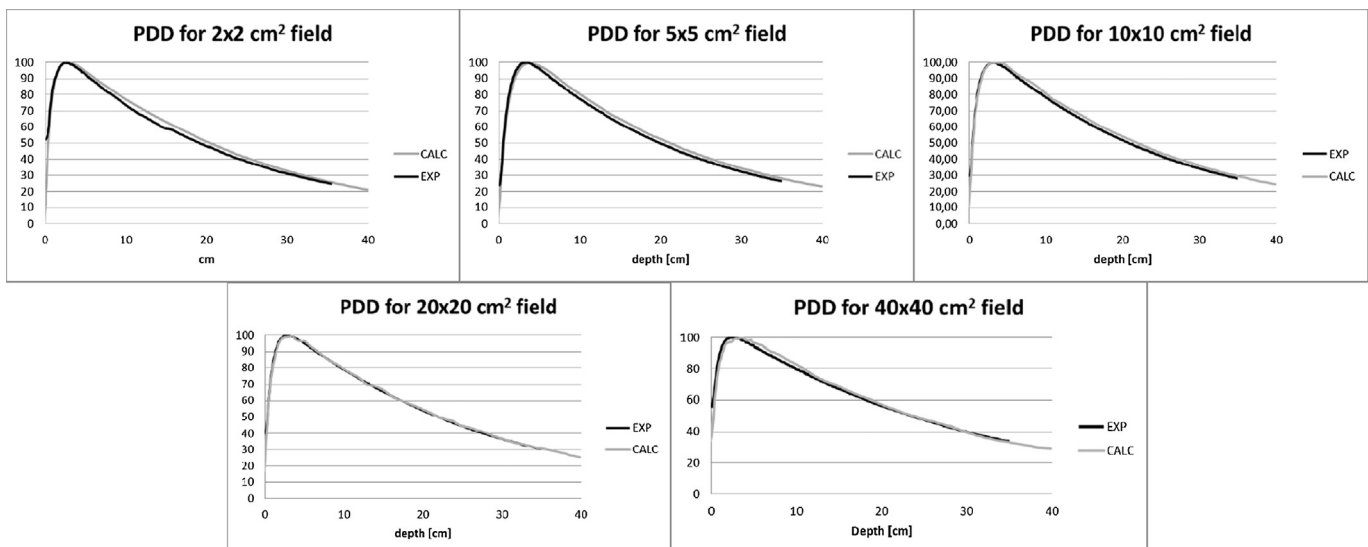 PDD for 2x2 cm² field
100
90
80
70
60
50
40
30
20
10
0
0 10 20 30 40
cm
CALC
EXP
PDD for 5x5 cm² field
100
90
80
70
60
50
40
30
20
10
0
0 10 20 30 40
depth [cm]
CALC
EXP
PDD for 10x10 cm² field
100,00
90,00
80,00
70,00
60,00
50,00
40,00
30,00
20,00
10,00
0,00
0 10 20 30 40
depth [cm]
EXP
CALC
PDD for 20x20 cm² field
100
90
80
70
60
50
40
30
20
10
0
0 10 20 30 40
depth [cm]
EXP
CALC
PDD for 40x40 cm² field
100
80
60
40
20
0
0 10 20 30 40
Depth [cm]
EXP
CALC